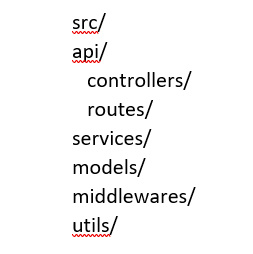 src/
api/
controllers/
routes/
services/
models/
middlewares/
utils/